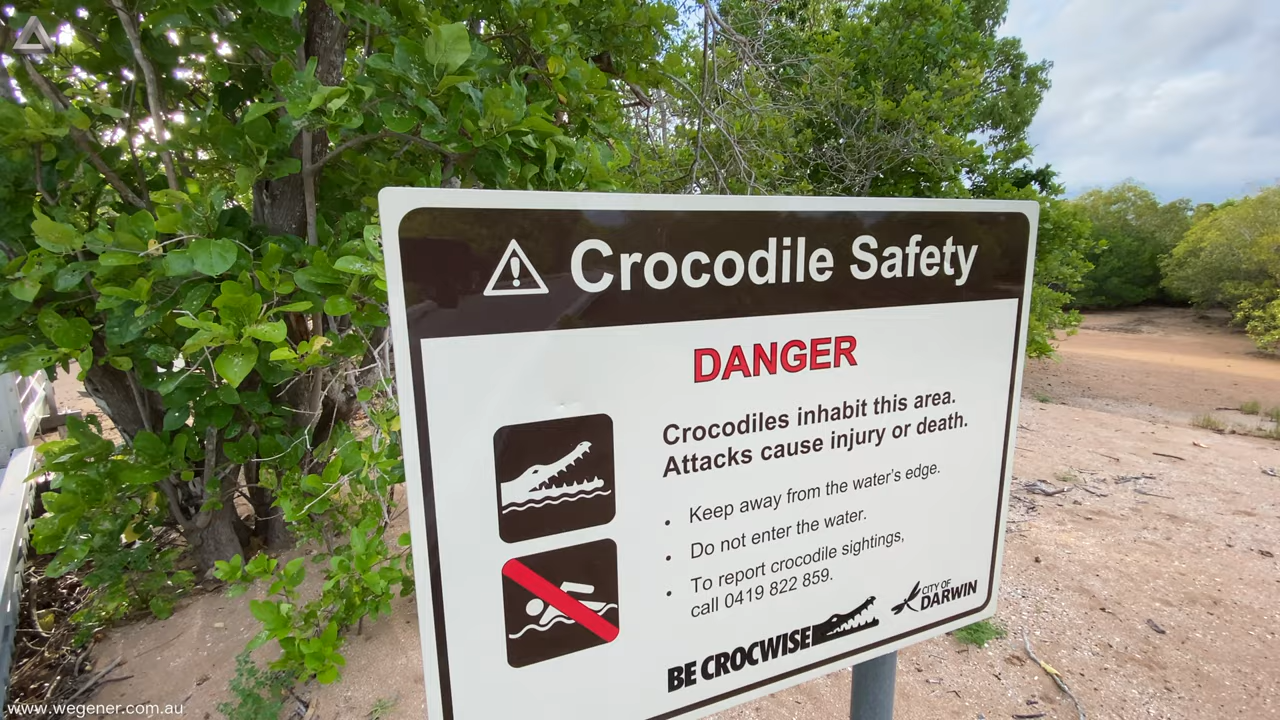 Crocodile Safety
DANGER
Crocodiles inhabit this area.
Attacks cause injury or death.
• Keep away from the water's edge.
• Do not enter the water.
• To report crocodile sightings,
call 0419 822 859.
BE CROCWISE
CITY OF
DARWIN
www.wegener.com.au